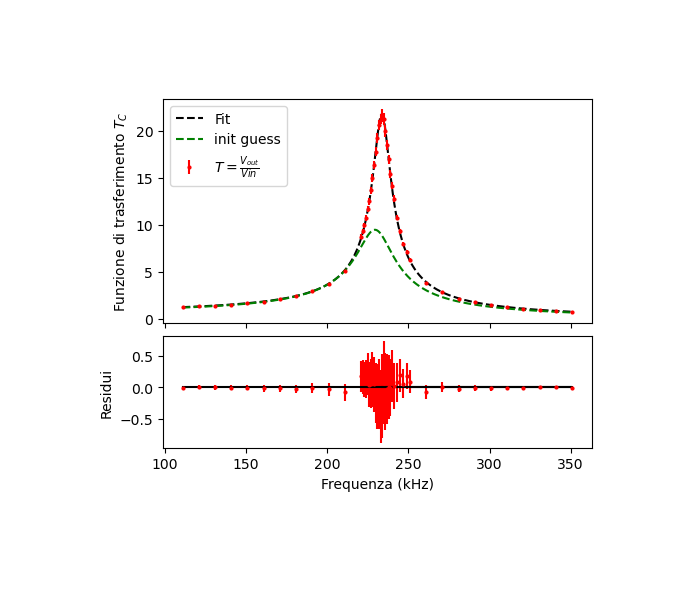 Funzione di trasferimento $T_C$
20
15
10
5
0
Fit
init guess
$T = \frac{V_{out}}{Vin}$
Residui
0.5
0.0
−0.5
100 150 200 250 300 350
Frequenza (kHz)